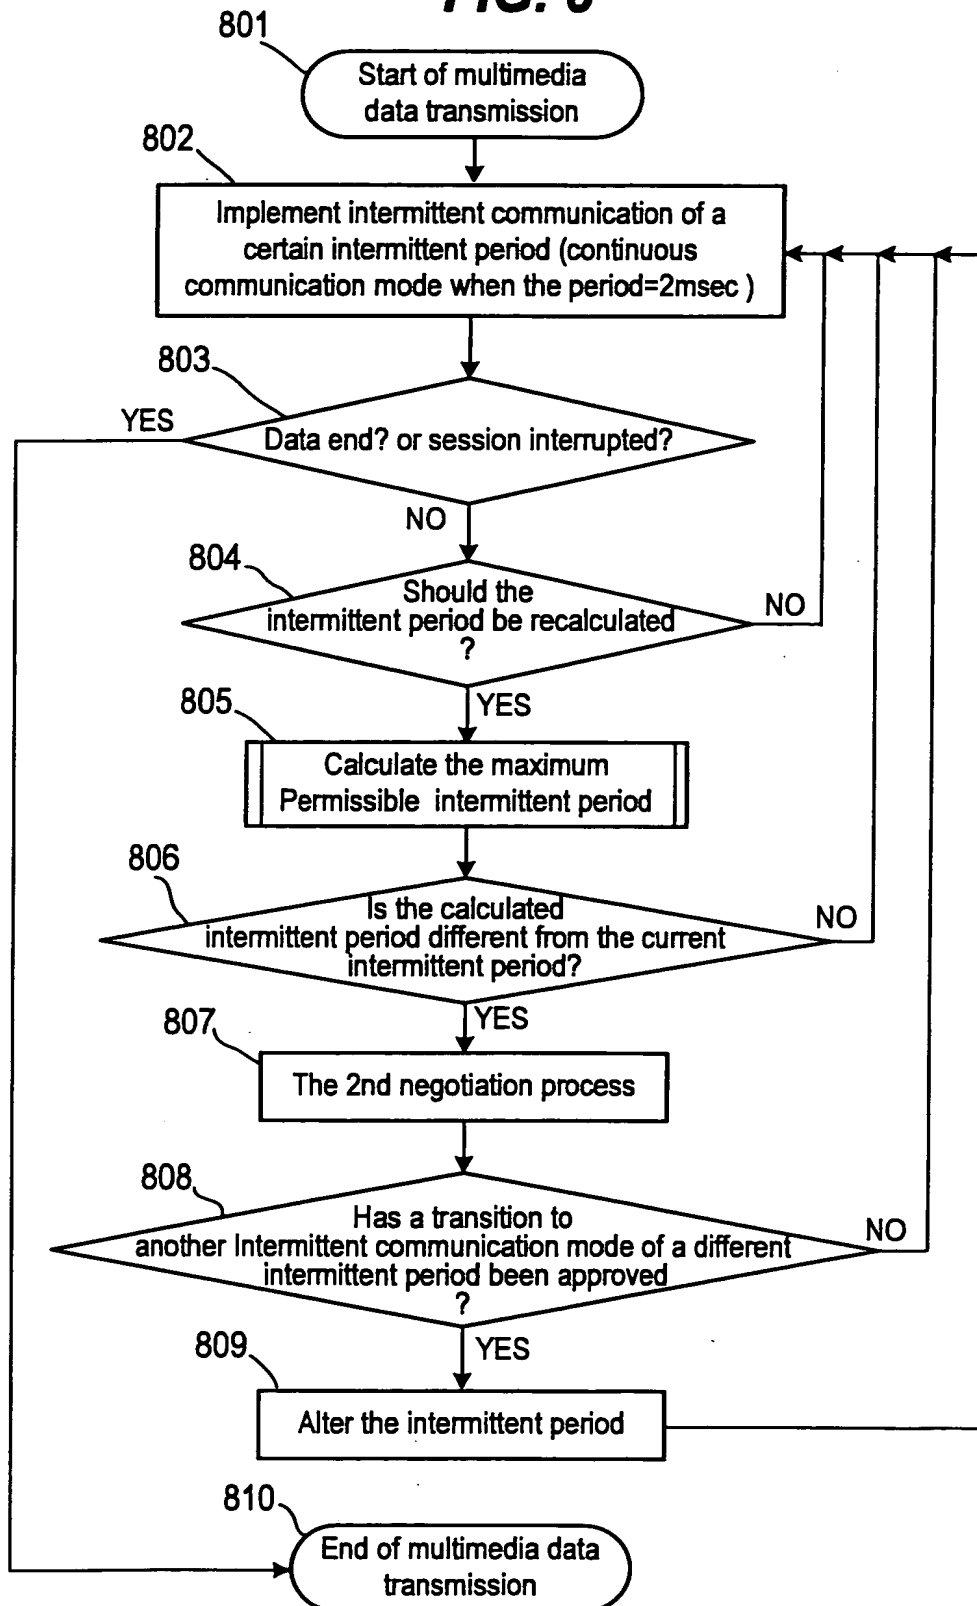 801
Start of multimedia
data transmission
802
Implement intermittent communication of a
certain intermittent period (continuous
communication mode when the period=2msec )
803
YES
Data end? or session interrupted?
NO
804
Should the
intermittent period be recalculated
?
NO
YES
805
Calculate the maximum
Permissible intermittent period
806
Is the calculated
intermittent period different from the current
intermittent period?
NO
YES
807
The 2nd negotiation process
808
Has a transition to
another Intermittent communication mode of a different
intermittent period been approved
?
NO
YES
809
Alter the intermittent period
810
End of multimedia data
transmission